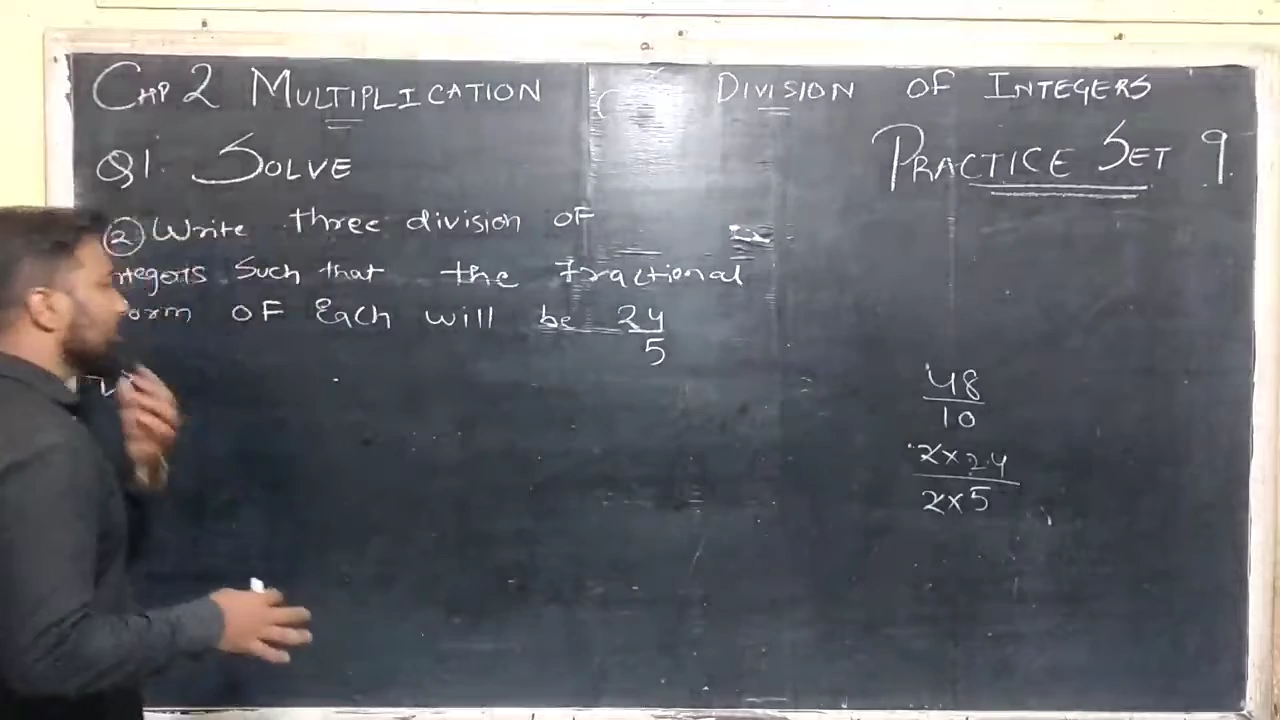 CHP 2 MULTIPLICATION DIVISION OF INTEGERS
Q1. SOLVE
PRACTICE SET 9
② Write three division of
ntegers Such that the Fractional
orm OF Each will be 24
5
48
10
2×24
2×5